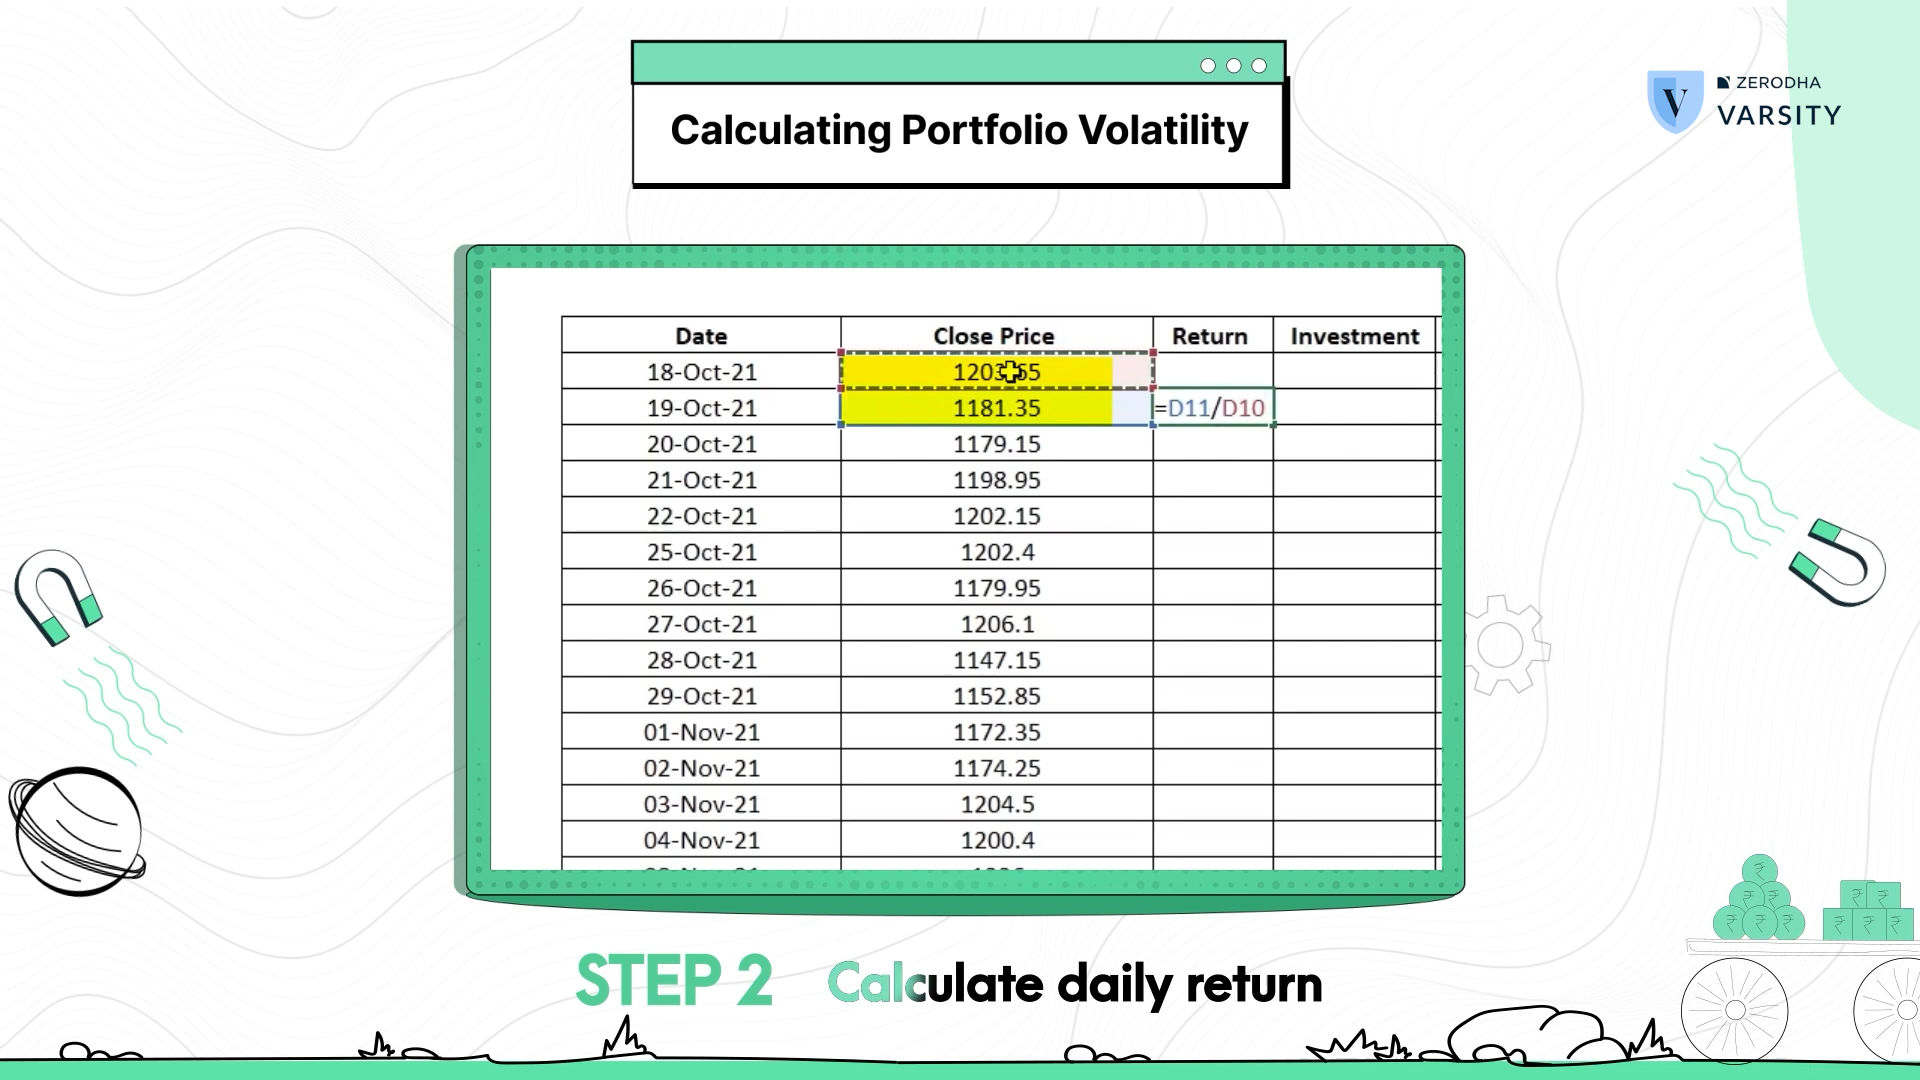 Calculating Portfolio Volatility
V ZERODHA
VARSITY
Date Close Price Return Investment
18-Oct-21
19-Oct-21 1181.35 =D11/D10
20-Oct-21 1179.15
21-Oct-21 1198.95
22-Oct-21 1202.15
25-Oct-21 1202.4
26-Oct-21 1179.95
27-Oct-21 1206.1
28-Oct-21 1147.15
29-Oct-21 1152.85
01-Nov-21 1172.35
02-Nov-21 1174.25
03-Nov-21 1204.5
04-Nov-21 1200.4
STEP 2 Calculate daily return